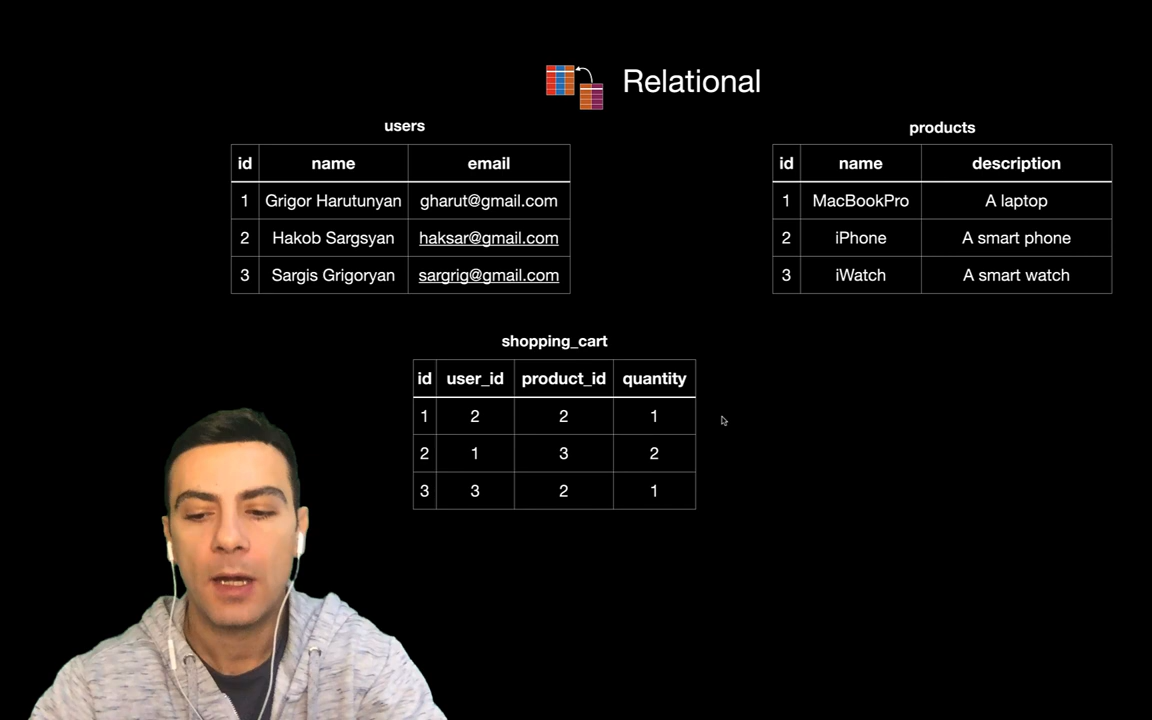 Relational
users
id name email
1 Grigor Harutunyan gharut@gmail.com
2 Hakob Sargsyan haksar@gmail.com
3 Sargis Grigoryan sargrig@gmail.com
products
id name description
1 MacBookPro A laptop
2 iPhone A smart phone
3 iWatch A smart watch
shopping_cart
id user_id product_id quantity
1 2 2 1
2 1 3 2
3 3 2 1